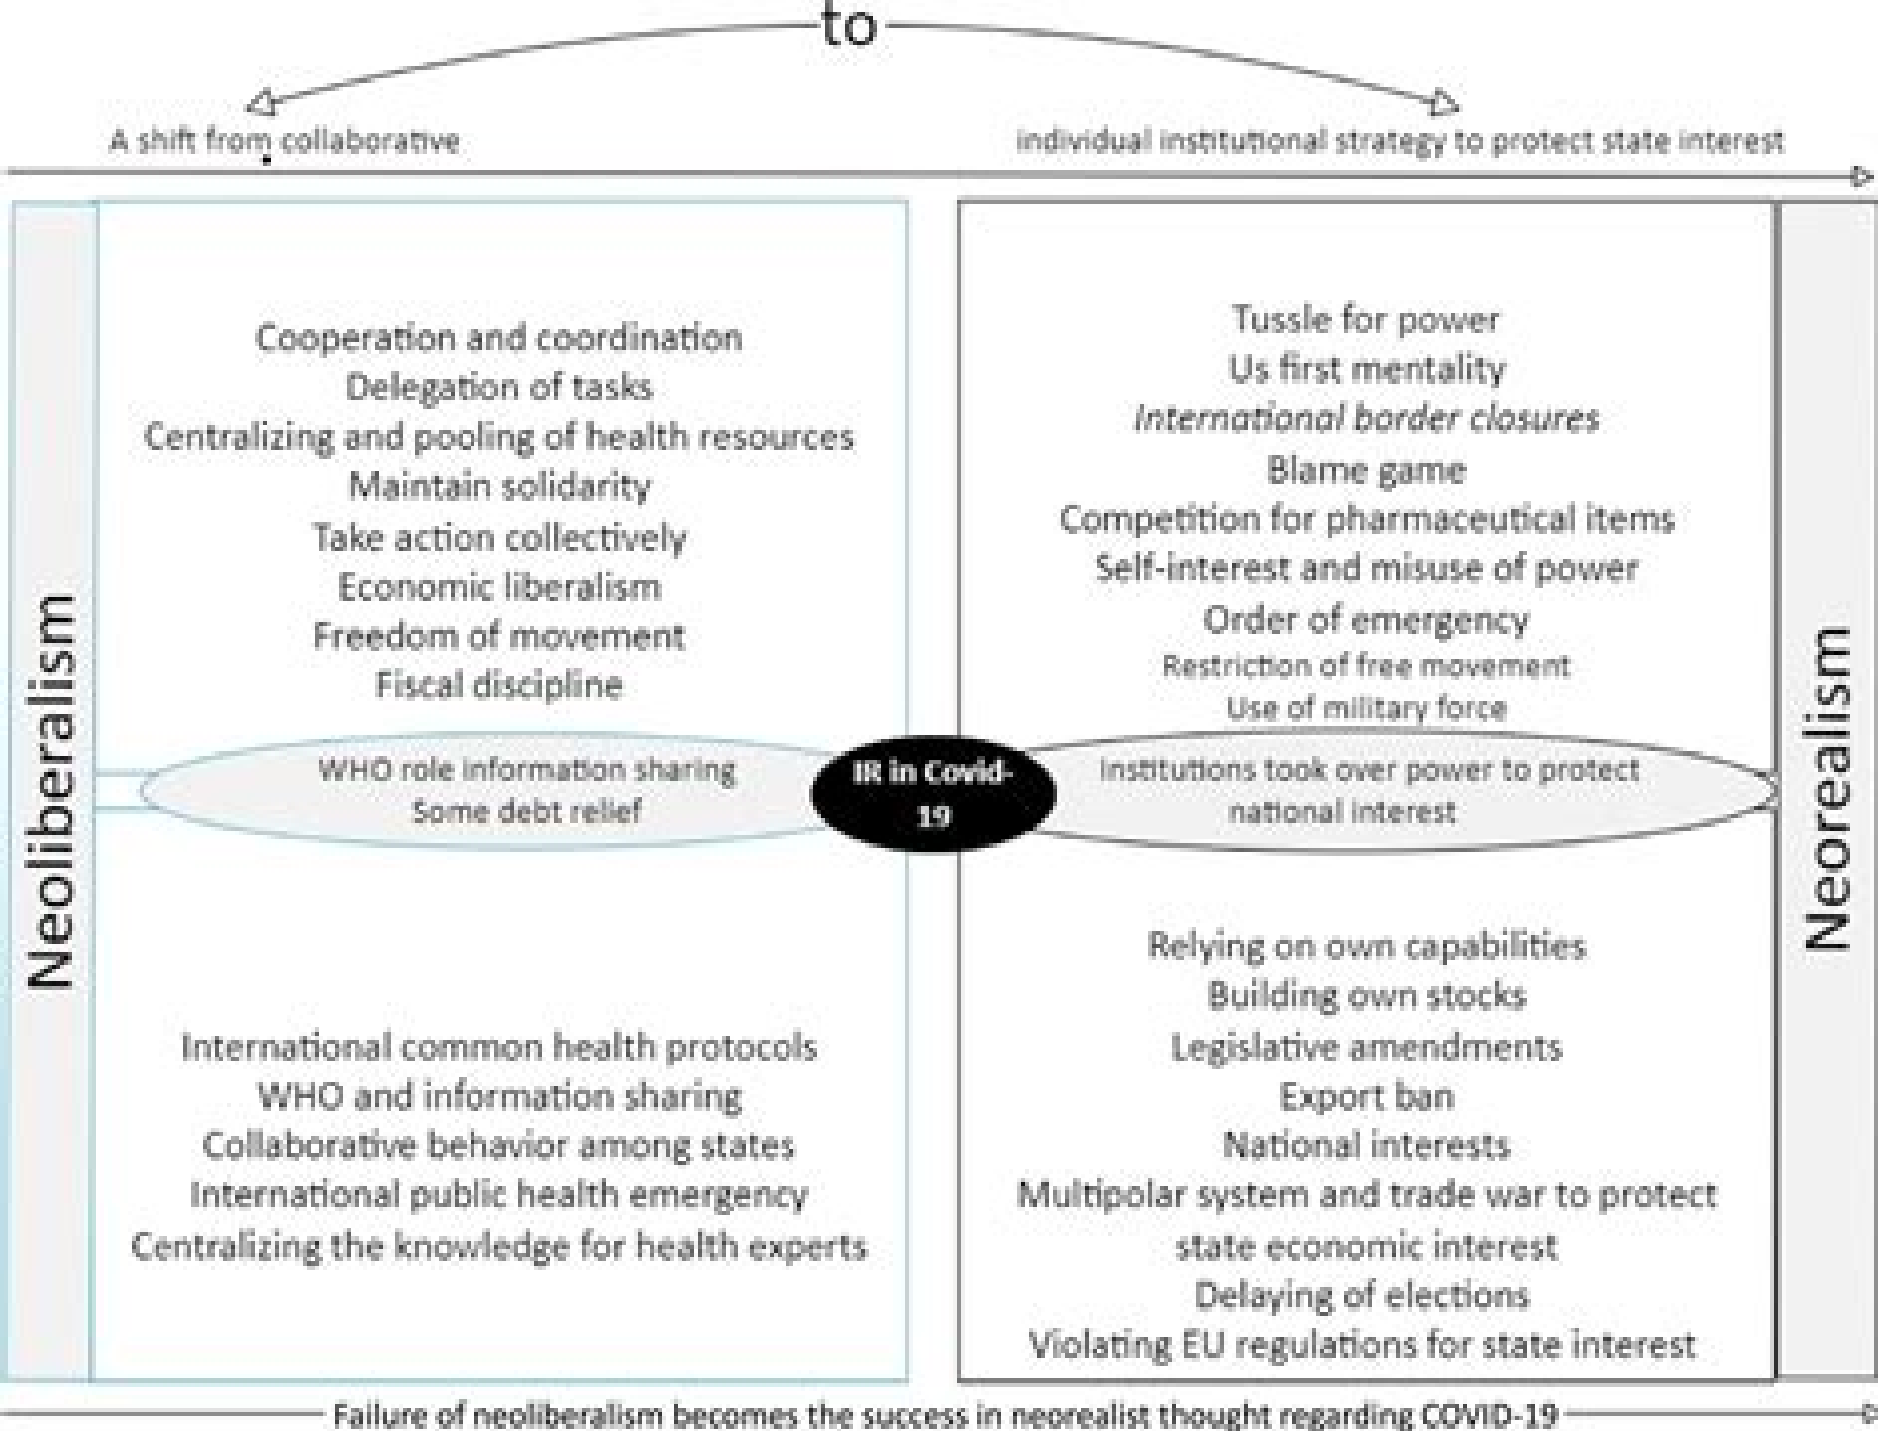 to
A shift from collaborative
individual institutional strategy to protect state interest
Neoliberalism
Cooperation and coordination
Delegation of tasks
Centralizing and pooling of health resources
Maintain solidarity
Take action collectively
Economic liberalism
Freedom of movement
Fiscal discipline
WHO role information sharing
Some debt relief
International common health protocols
WHO and information sharing
Collaborative behavior among states
International public health emergency
Centralizing the knowledge for health experts
IR in Covid-
19
Tussle for power
Us first mentality
International border closures
Blame game
Competition for pharmaceutical items
Self-interest and misuse of power
Order of emergency
Restriction of free movement
Use of military force
Institutions took over power to protect
national interest
Relying on own capabilities
Building own stocks
Legislative amendments
Export ban
National interests
Multipolar system and trade war to protect
state economic interest
Delaying of elections
Violating EU regulations for state interest
Neorealism
Failure of neoliberalism becomes the success in neorealist thought regarding COVID-19